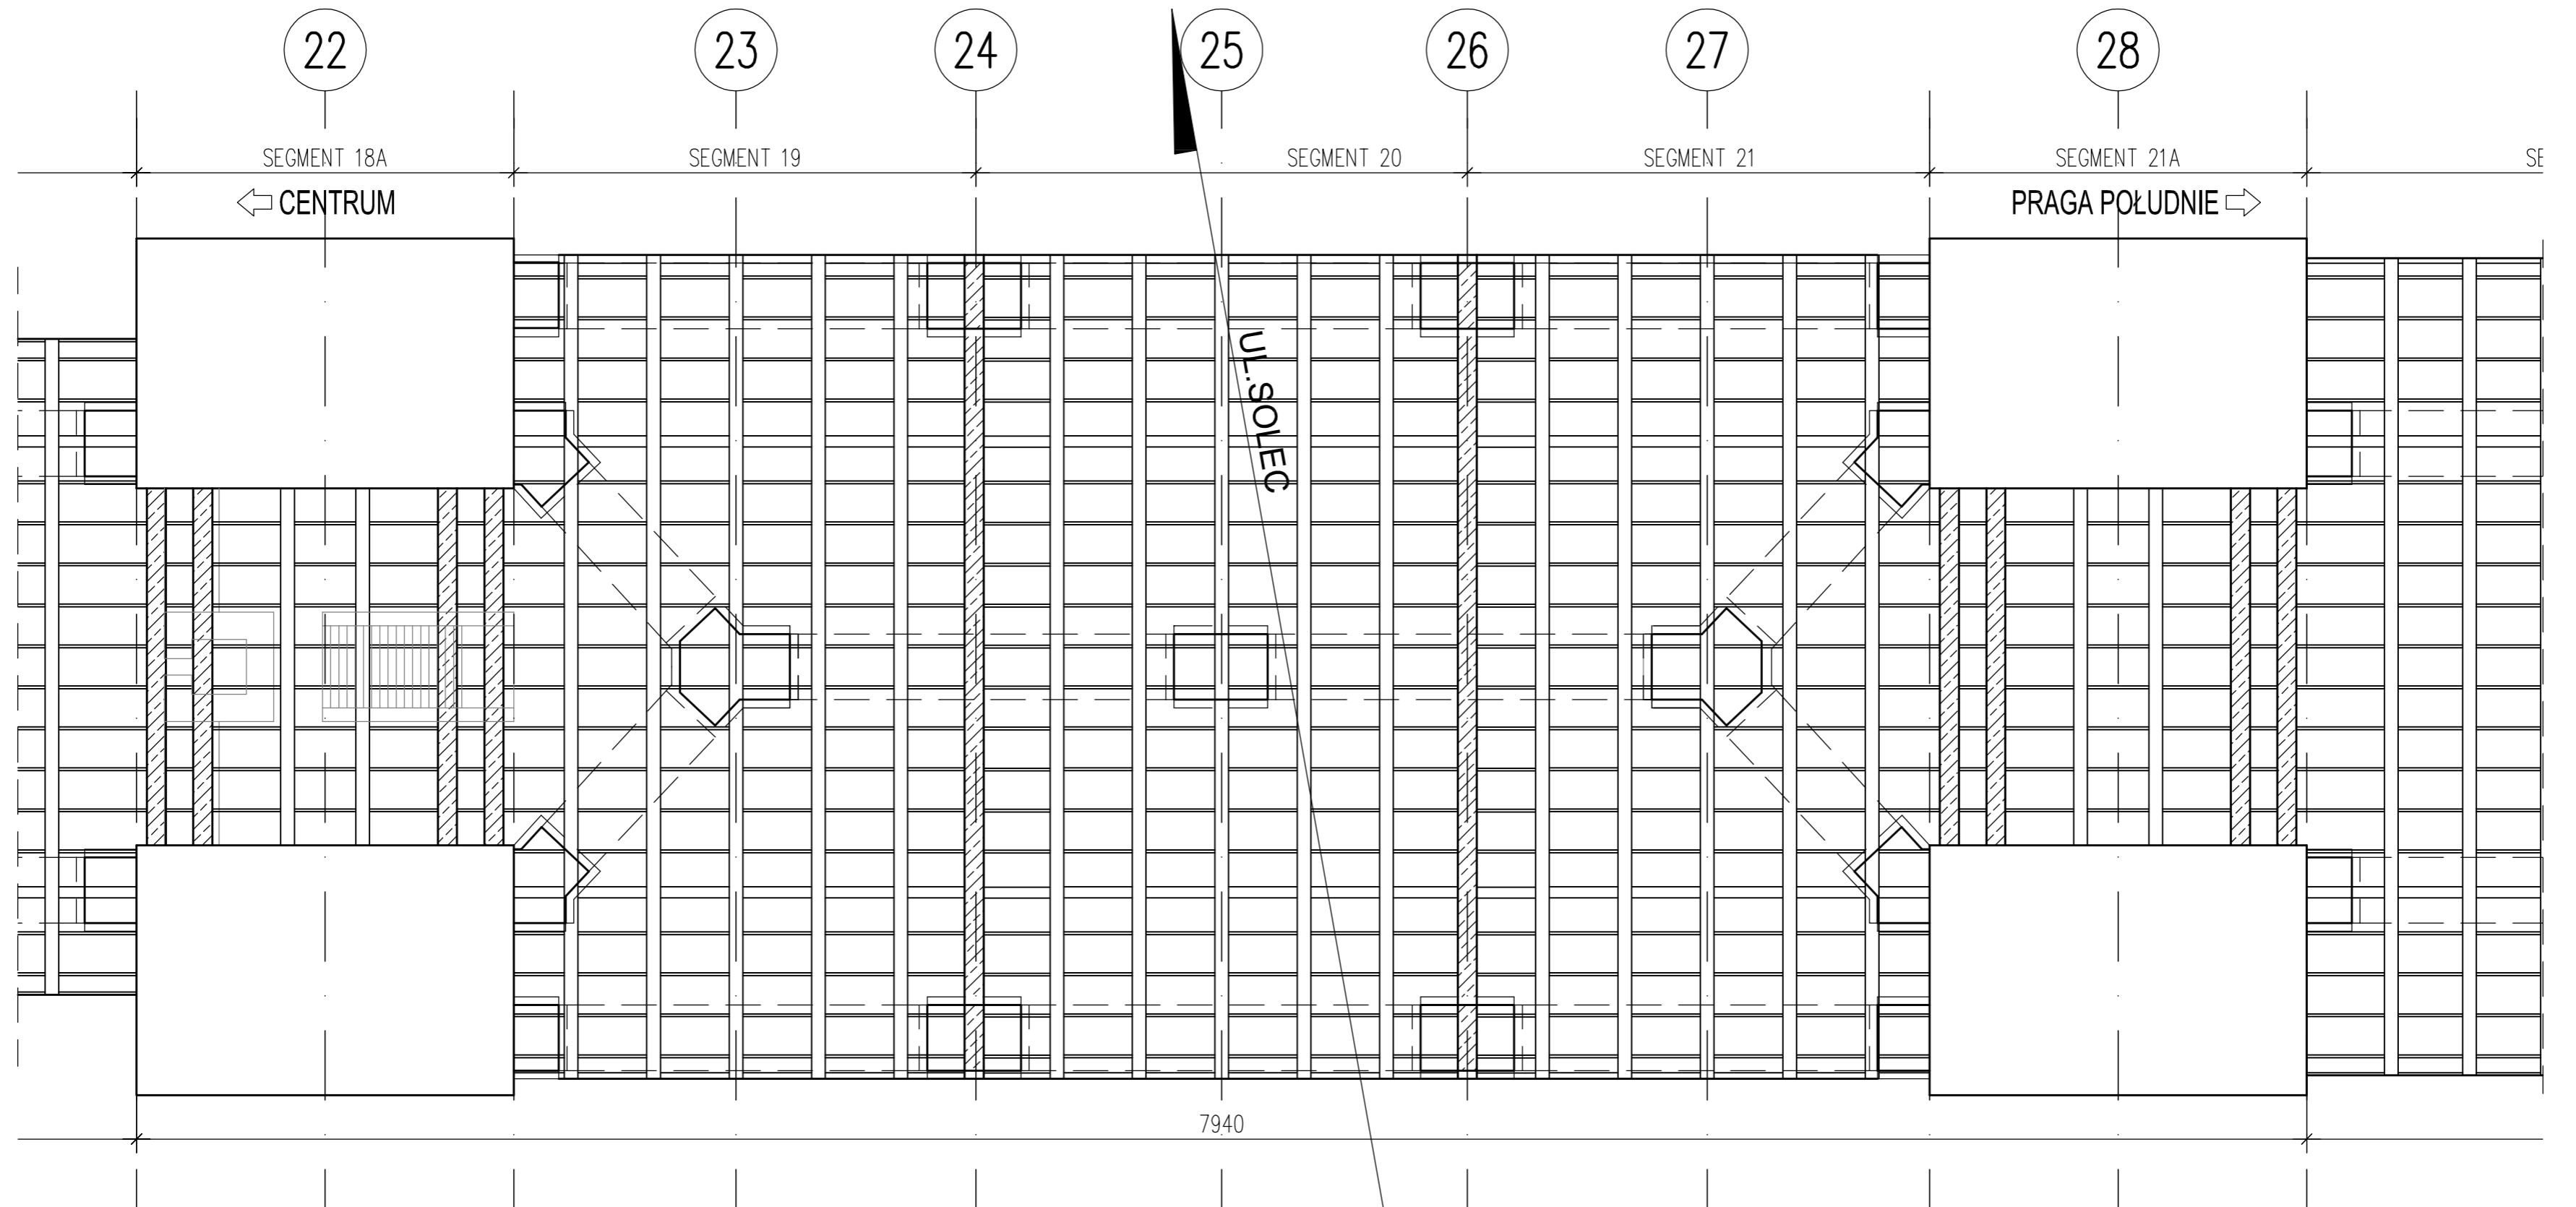 22 23 24 25 26 27 28
SEGMENT 18A SEGMENT 19 SEGMENT 20 SEGMENT 21 SEGMENT 21A SE
CENTRUM PRAGA POŁUDNIE
UL.SOLEC
7940